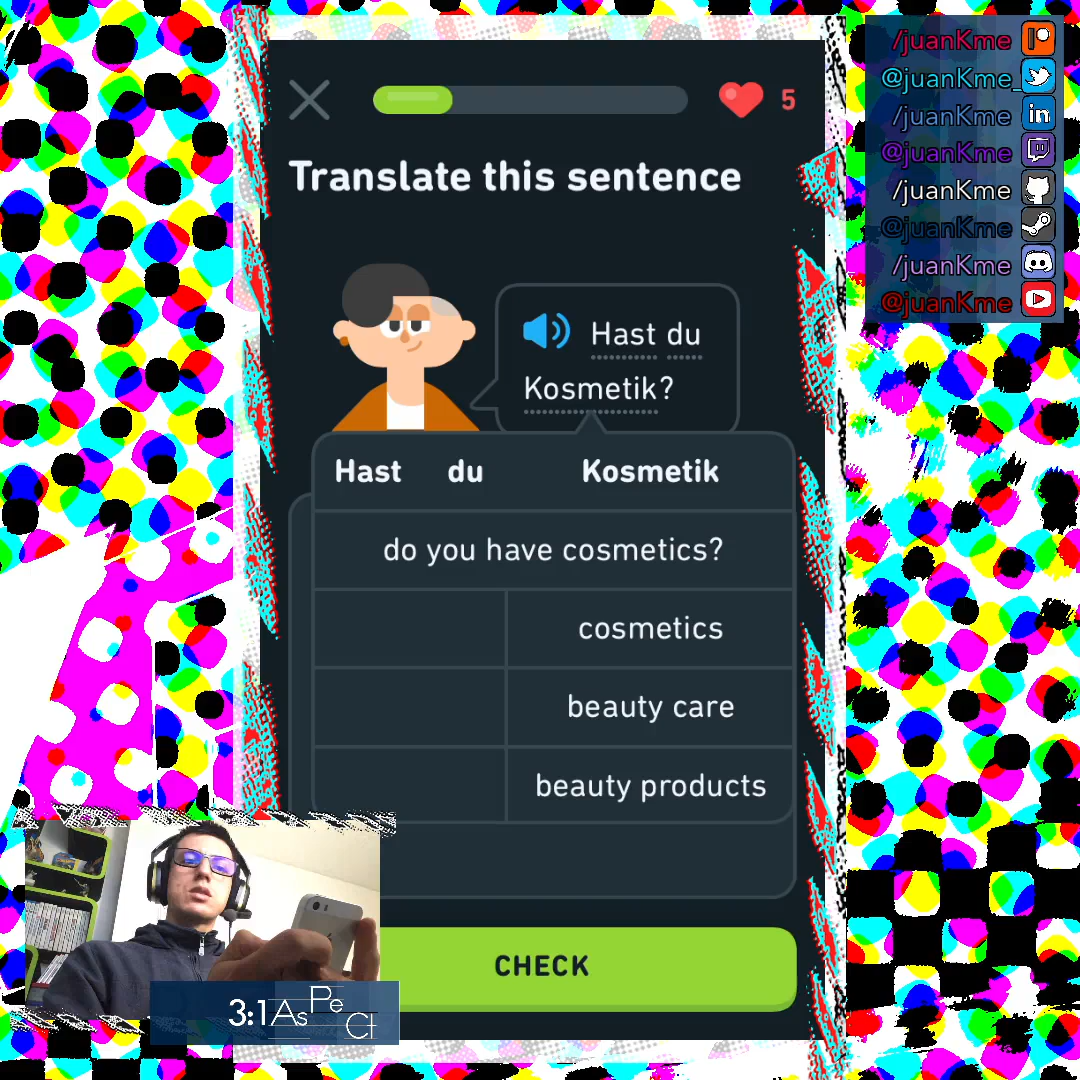 /juanKme
@juanKme_
/juanKme
@juanKme
/juanKme
@juanKme
/juanKme
@juanKme
5
Translate this sentence
Hast du
Kosmetik?
Hast du Kosmetik
do you have cosmetics?
cosmetics
beauty care
beauty products
CHECK
3:1 AsPeCt